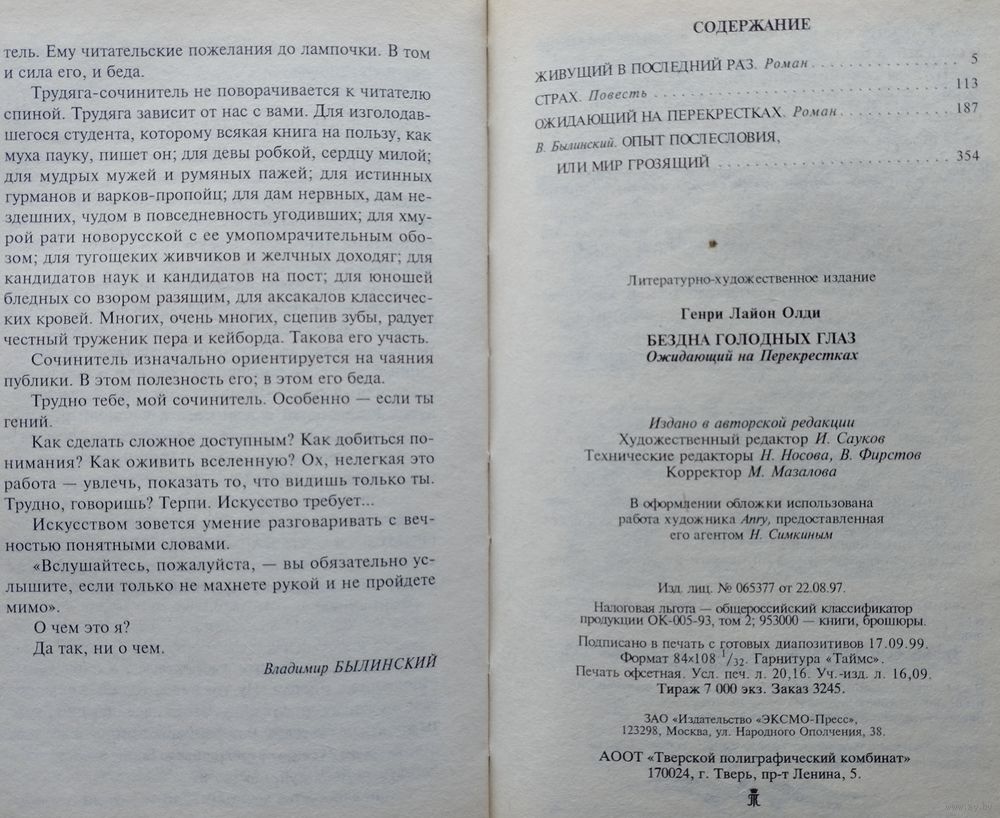 тель. Ему читательские пожелания до лампочки. В том
и сила его, и беда.
Трудяга-сочинитель не поворачивается к читателю
спиной. Трудяга зависит от нас с вами. Для изголодав-
шегося студента, которому всякая книга на пользу, как
муха пауку, пишет он; для девы робкой, сердцу милой;
для мудрых мужей и румяных пажей; для истинных
гурманов и варков-пропойц; для дам нервных, дам не-
здешних, чудом в повседневность угодивших; для хму-
рой рати новорусской с ее умопомрачительным обо-
зом; для тугощеких живчиков и желчных доходяг; для
кандидатов наук и кандидатов на пост; для юношей
бледных со взором разящим, для аксакалов классичес-
ких кровей. Многих, очень многих, сцепив зубы, радует
честный труженик пера и кейборда. Такова его участь.
Сочинитель изначально ориентируется на чаяния
публики. В этом полезность его; в этом его беда.
Трудно тебе, мой сочинитель. Особенно — если ты
гений.
Как сделать сложное доступным? Как добиться по-
нимания? Как оживить вселенную? Ох, нелегкая это
работа — увлечь, показать то, что видишь только ты.
Трудно, говоришь? Терпи. Искусство требует...
Искусством зовется умение разговаривать с веч-
ностью понятными словами.
«Вслушайтесь, пожалуйста, — вы обязательно ус-
лышите, если только не махнете рукой и не пройдете
мимо».
О чем это я?
Да так, ни о чем.
Владимир БЫЛИНСКИЙ
СОДЕРЖАНИЕ
ЖИВУЩИЙ В ПОСЛЕДНИЙ РАЗ. Роман . . . . . . . . . . . . . . 5
СТРАХ. Повесть . . . . . . . . . . . . . . . . . . . . . . . . . . . . 113
ОЖИДАЮЩИЙ НА ПЕРЕКРЕСТКАХ. Роман . . . . . . . . . . . 187
В. Былинский. ОПЫТ ПОСЛЕСЛОВИЯ,
ИЛИ МИР ГРОЗЯЩИЙ . . . . . . . . . . . . . . . . . . . . . . . 354
Литературно-художественное издание
Генри Лайон Олди
БЕЗДНА ГОЛОДНЫХ ГЛАЗ
Ожидающий на Перекрестках
Издано в авторской редакции
Художественный редактор И. Сауков
Технические редакторы Н. Носова, В. Фирстов
Корректор М. Мазалова
В оформлении обложки использована
работа художника Anry, предоставленная
его агентом Н. Симкиным
Изд. лиц. № 065377 от 22.08.97.
Налоговая льгота — общероссийский классификатор
продукции ОК-005-93, том 2; 953000 — книги, брошюры.
Подписано в печать с готовых диапозитивов 17.09.99.
Формат 84×108 1/32. Гарнитура «Таймс».
Печать офсетная. Усл. печ. л. 20,16. Уч.-изд. л. 16,09.
Тираж 7 000 экз. Заказ 3245.
ЗАО «Издательство «ЭКСМО-Пресс»,
123298, Москва, ул. Народного Ополчения, 38.
АООТ «Тверской полиграфический комбинат»
170024, г. Тверь, пр-т Ленина, 5.